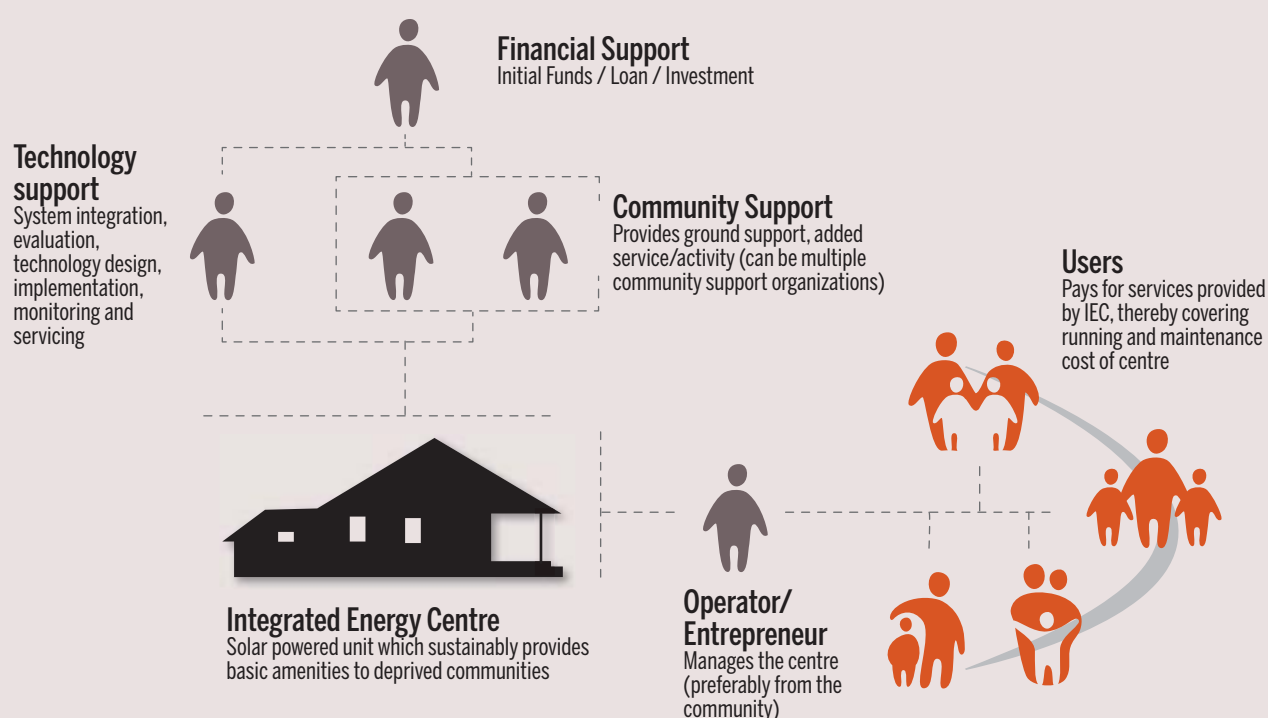 Financial Support
Initial Funds / Loan / Investment
Technology
support
System integration,
evaluation,
technology design,
implementation,
monitoring and
servicing
Community Support
Provides ground support, added
service/activity (can be multiple
community support organizations)
Users
Pays for services provided
by IEC, thereby covering
running and maintenance
cost of centre
Integrated Energy Centre
Solar powered unit which sustainably provides
basic amenities to deprived communities
Operator/
Entrepreneur
Manages the centre
(preferably from the
community)